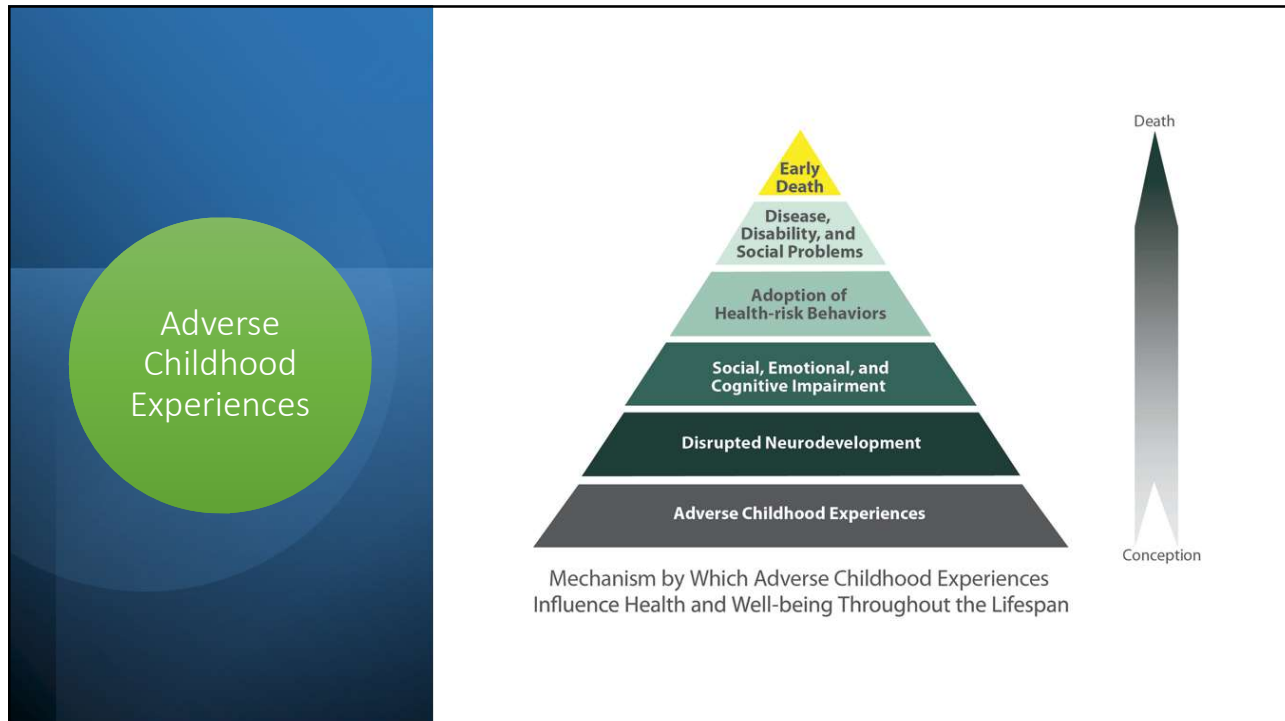 Adverse
Childhood
Experiences
Death
Early
Death
Disease,
Disability, and
Social Problems
Adoption of
Health-risk Behaviors
Social, Emotional, and
Cognitive Impairment
Disrupted Neurodevelopment
Adverse Childhood Experiences
Conception
Mechanism by Which Adverse Childhood Experiences
Influence Health and Well-being Throughout the Lifespan